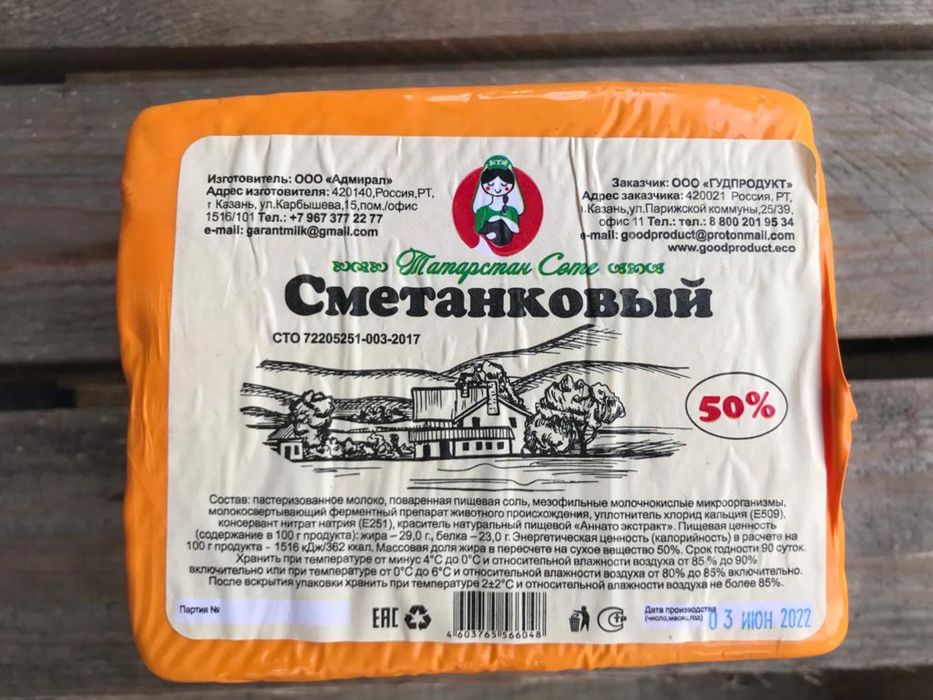 Изготовитель: ООО «Адмирал»
Адрес изготовителя: 420140,Россия,РТ,
г Казань, ул.Карбышева,15,пом./офис
1516/101 Тел.: +7 967 377 22 77
e-mail: garantmilk@gmail.com
Заказчик: ООО «ГУДПРОДУКТ»
Адрес заказчика: 420021 Россия, РТ,
г.Казань,ул.Парижской коммуны,25/39,
офис 11 Тел.: тел.: 8 800 201 95 34
e-mail: goodproduct@protonmail.com
www.goodproduct.eco
Татарстан Сөте
Сметанковый
СТО 72205251-003-2017
50%
Состав: пастеризованное молоко, поваренная пищевая соль, мезофильные молочнокислые микроорганизмы,
молокосвертывающий ферментный препарат животного происхождения, уплотнитель хлорид кальция (Е509),
консервант нитрат натрия (Е251), краситель натуральный пищевой «Аннато экстракт». Пищевая ценность
(содержание в 100 г продукта): жира – 29,0 г., белка – 23,0 г. Энергетическая ценность (калорийность) в расчете на
100 г продукта - 1516 кДж/362 ккал. Массовая доля жира в пересчете на сухое вещество 50%. Срок годности 90 суток.
Хранить при температуре от минус 4°С до 0°С и относительной влажности воздуха от 85 % до 90%
включительно или при температуре от 0°С до 6°С и относительной влажности воздуха от 80% до 85% включительно.
После вскрытия упаковки хранить при температуре 2±2°С и относительной влажности воздуха не более 85%.
Партия №
ЕАС
4 603765 566048
СТР
Дата производства
(число,месяц,год)
03 ИЮН 2022